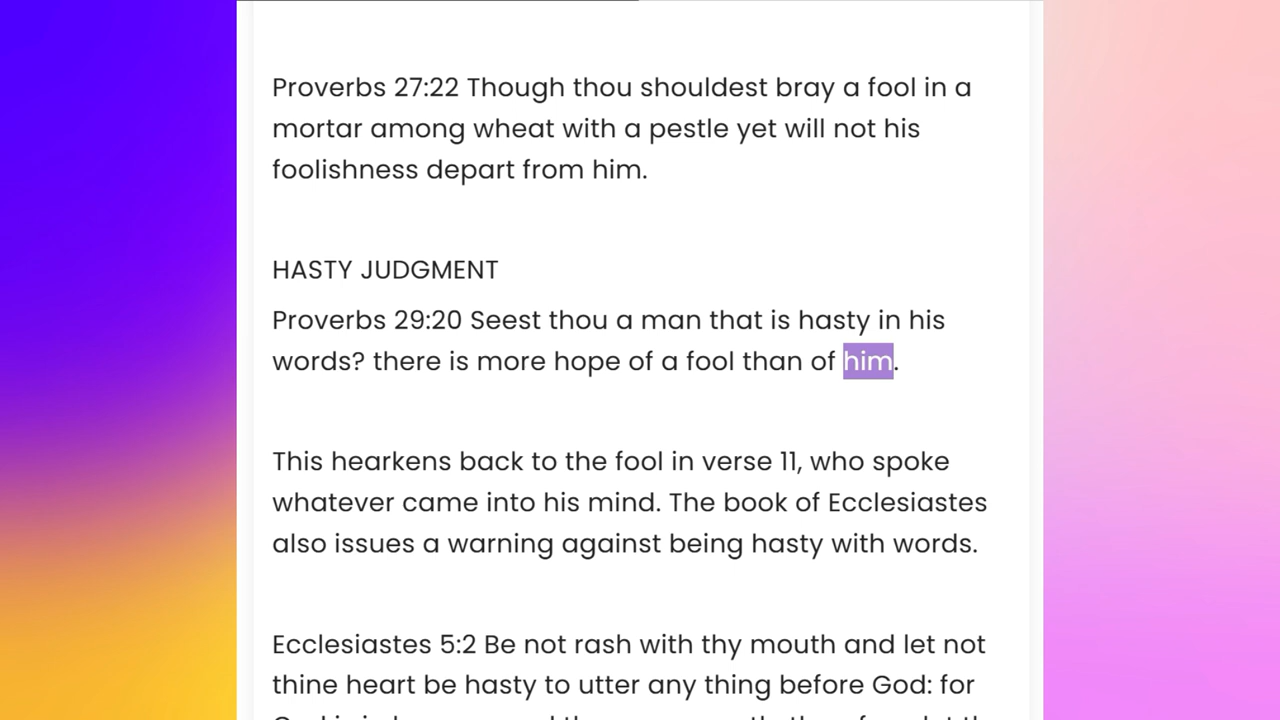 Proverbs 27:22 Though thou shouldest bray a fool in a
mortar among wheat with a pestle yet will not his
foolishness depart from him.
HASTY JUDGMENT
Proverbs 29:20 Seest thou a man that is hasty in his
words? there is more hope of a fool than of him.
This hearkens back to the fool in verse 11, who spoke
whatever came into his mind. The book of Ecclesiastes
also issues a warning against being hasty with words.
Ecclesiastes 5:2 Be not rash with thy mouth and let not
thine heart be hasty to utter any thing before God: for